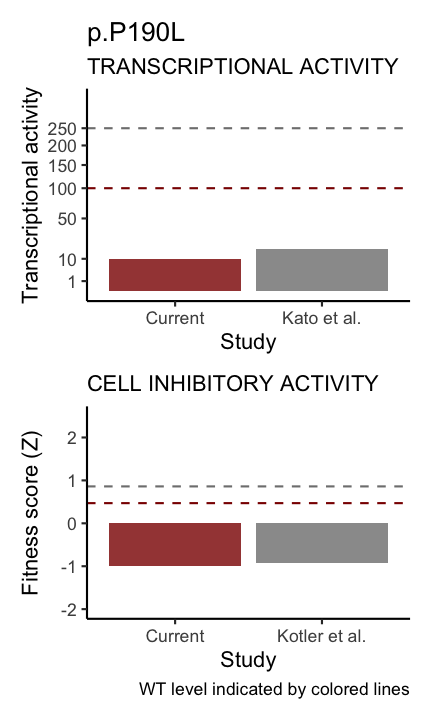 p.P190L
TRANSCRIPTIONAL ACTIVITY
Transcriptional activity
250
200
150
100
50
10
1
Current
Kato et al.
Study
CELL INHIBITORY ACTIVITY
Fitness score (Z)
2
1
0
-1
-2
Current
Kotler et al.
Study
WT level indicated by colored lines